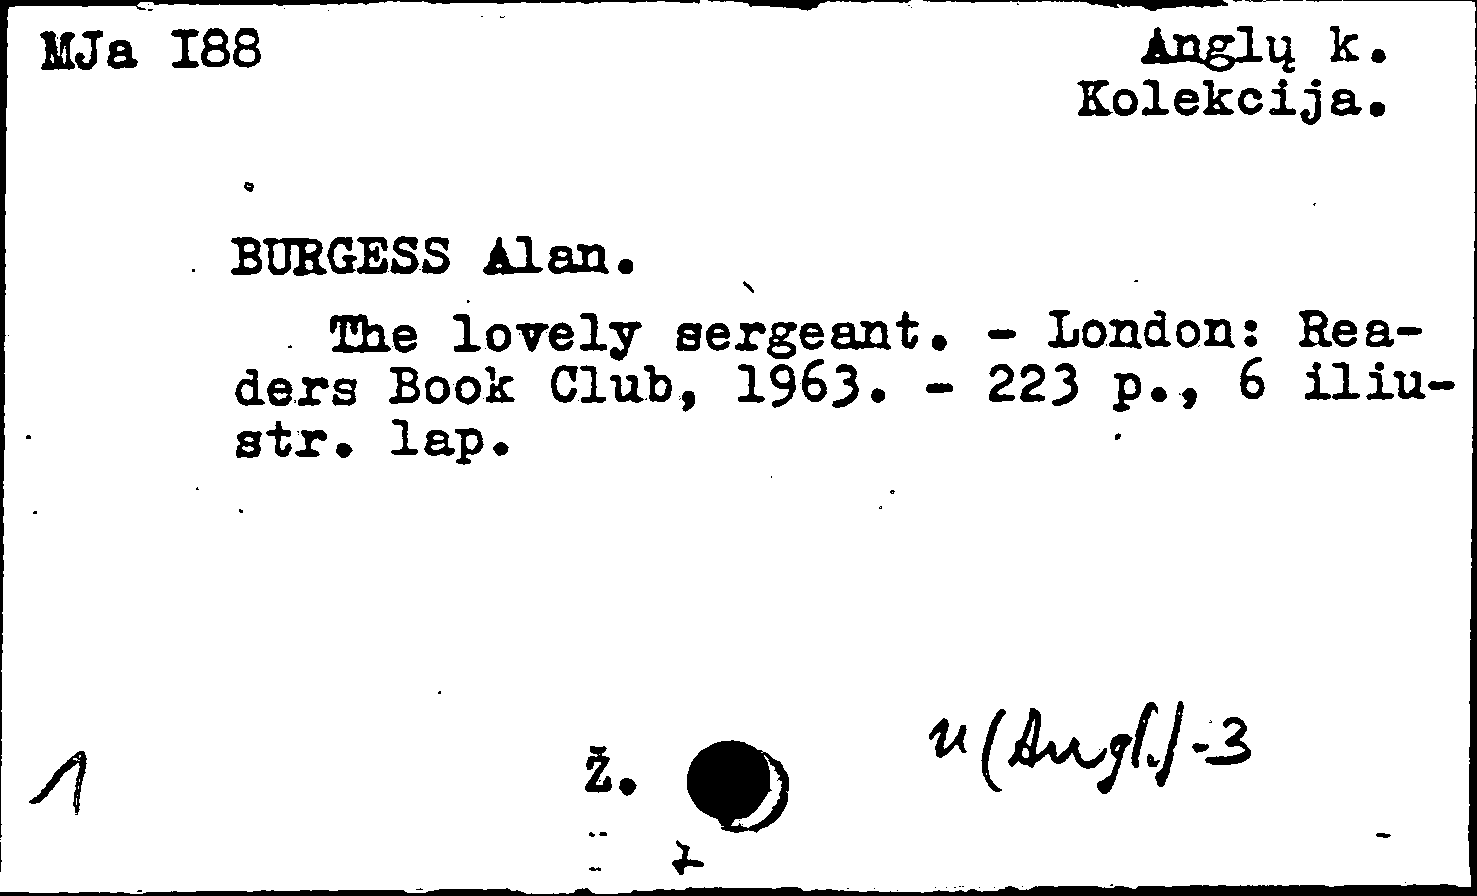 MJa I88
Anglų k.
Kolekcija.
BURGESS Alan.
The lovely sergeant. - London: Rea-
ders Book Club, 1963. - 223 p., 6 iliu-
str. lap.
1
Ž.
u(Angl.)-3